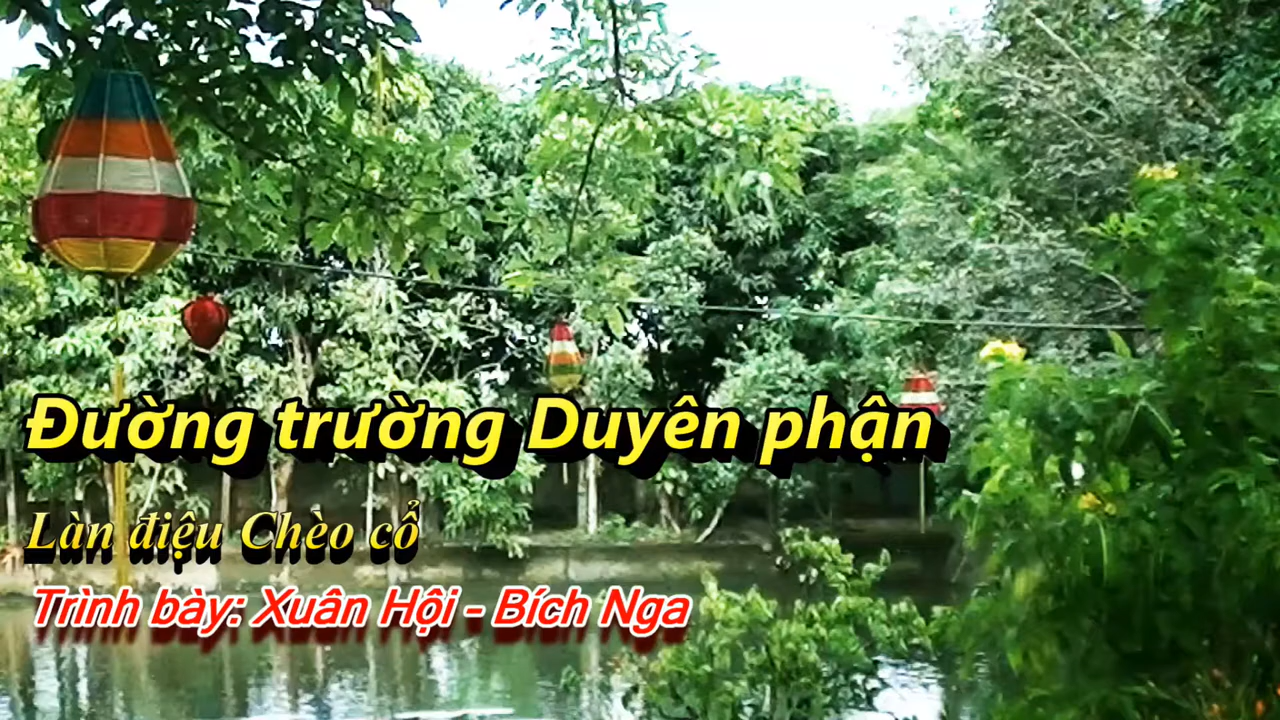 Đường trường Duyên phận
Làn điệu Chèo cổ
Trình bày: Xuân Hội - Bích Nga